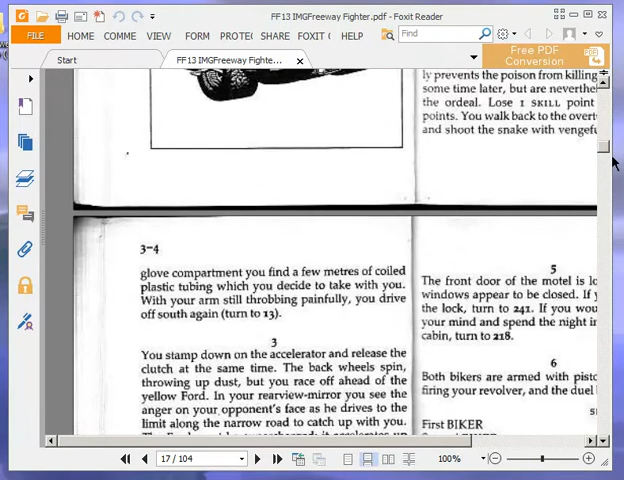 FF13 IMGFreeway Fighter.pdf - Foxit Reader
FILE HOME COMM VIEW FORM PROTE SHARE FOXIT C HELP Find
Start FF13 IMGFreeway Fighte... Free PDF Conversion
ly prevents the poison from killing
some time later, but are neverthe
the ordeal. Lose 1 SKILL point
points. You walk back to the overt
and shoot the snake with vengefu
3-4
glove compartment you find a few metres of coiled
plastic tubing which you decide to take with you.
With your arm still throbbing painfully, you drive
off south again (turn to 13).
3
You stamp down on the accelerator and release the
clutch at the same time. The back wheels spin,
throwing up dust, but you race off ahead of the
yellow Ford. In your rearview-mirror you see the
anger on your opponent's face as he drives to the
limit along the narrow road to catch up with you.
5
The front door of the motel is lo
windows appear to be closed. If y
the lock, turn to 241. If you wou
your mind and spend the night in
cabin, turn to 218.
6
Both bikers are armed with pisto
firing your revolver, and the duel
First BIKER
17 / 104 100%